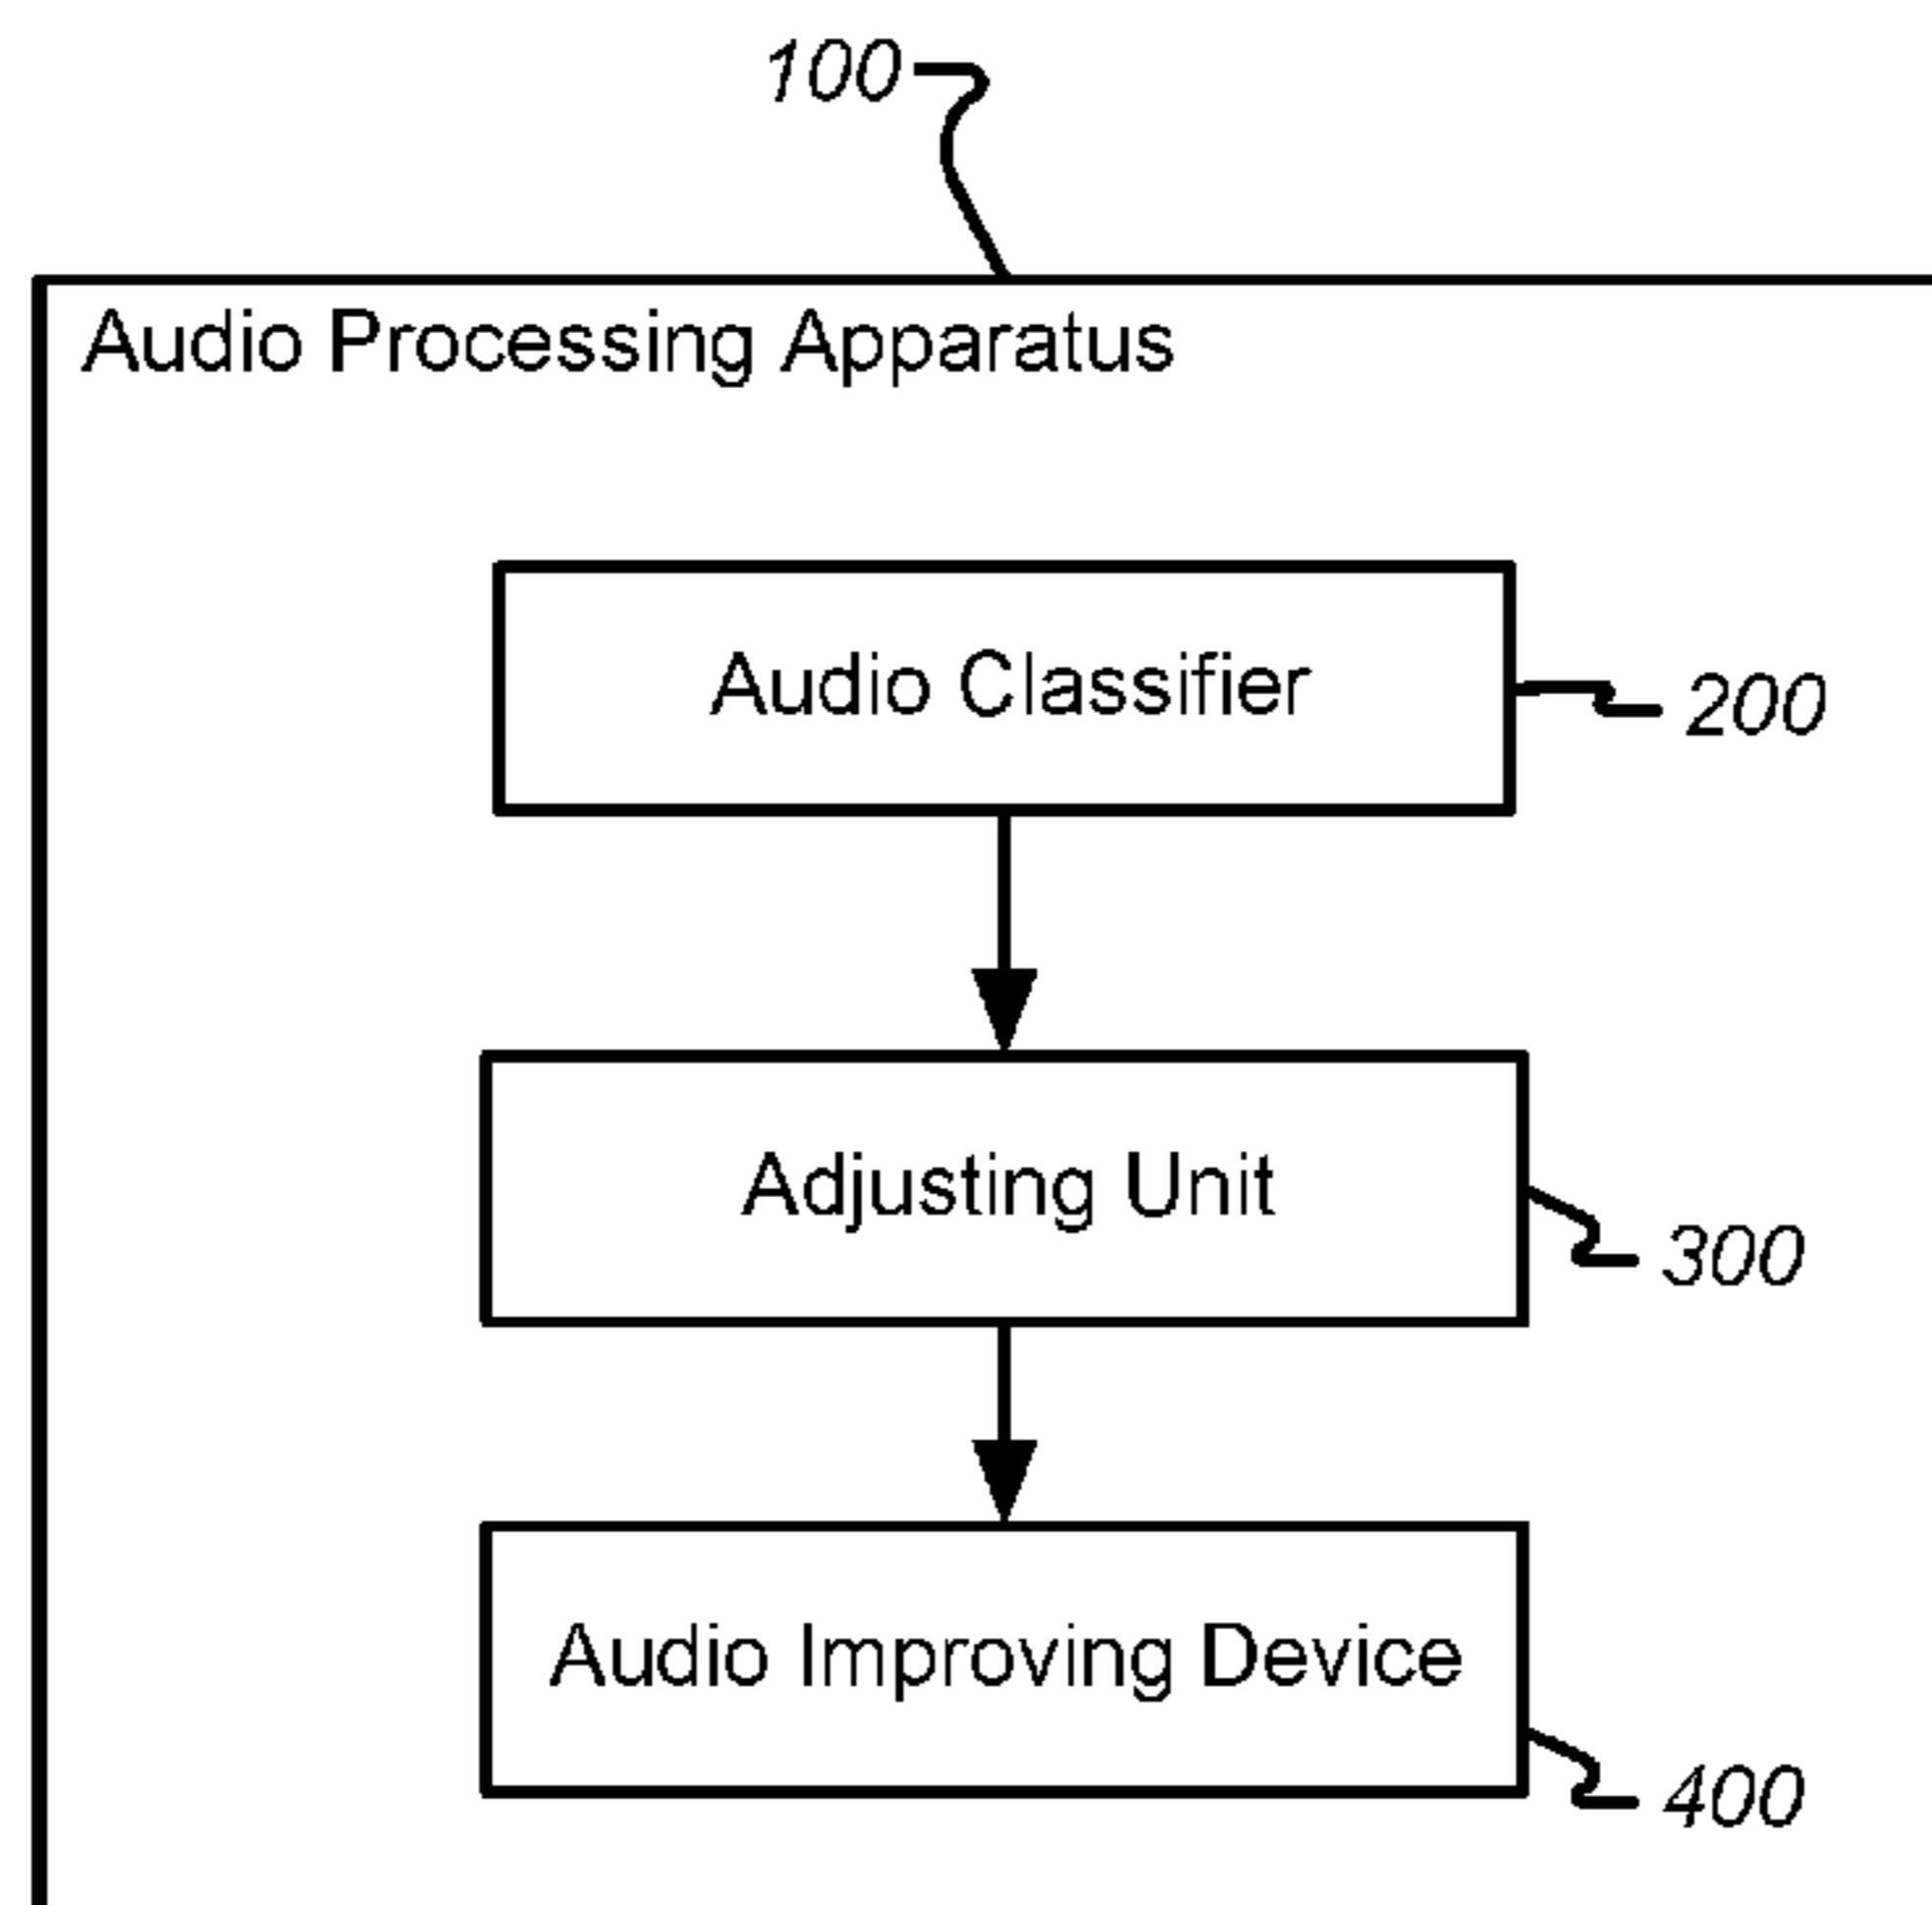 100
Audio Processing Apparatus
Audio Classifier
200
Adjusting Unit
300
Audio Improving Device
400